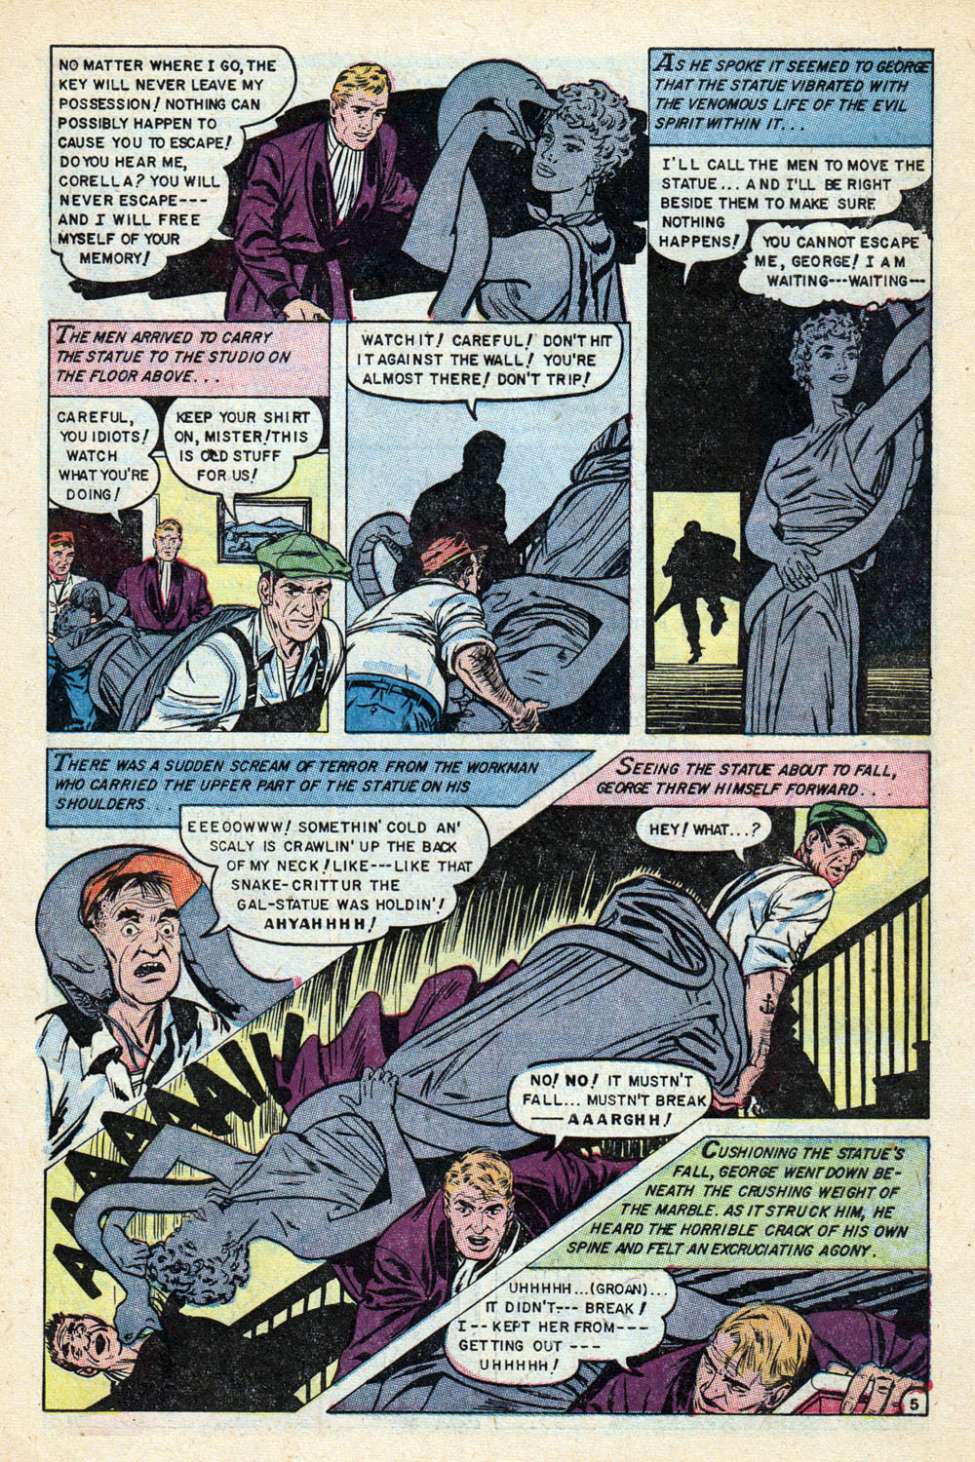 NO MATTER WHERE I GO, THE
KEY WILL NEVER LEAVE MY
POSSESSION! NOTHING CAN
POSSIBLY HAPPEN TO
CAUSE YOU TO ESCAPE!
DO YOU HEAR ME,
CORELLA? YOU WILL
NEVER ESCAPE---
AND I WILL FREE
MYSELF OF YOUR
MEMORY!
AS HE SPOKE IT SEEMED TO GEORGE
THAT THE STATUE VIBRATED WITH
THE VENOMOUS LIFE OF THE EVIL
SPIRIT WITHIN IT...
I'LL CALL THE MEN TO MOVE THE
STATUE... AND I'LL BE RIGHT
BESIDE THEM TO MAKE SURE
NOTHING
HAPPENS!
YOU CANNOT ESCAPE
ME, GEORGE! I AM
WAITING---WAITING--
THE MEN ARRIVED TO CARRY
THE STATUE TO THE STUDIO ON
THE FLOOR ABOVE...
CAREFUL,
YOU IDIOTS!
WATCH
WHAT YOU'RE
DOING!
KEEP YOUR SHIRT
ON, MISTER! THIS
IS OLD STUFF
FOR US!
WATCH IT! CAREFUL! DON'T HIT
IT AGAINST THE WALL! YOU'RE
ALMOST THERE! DON'T TRIP!
THERE WAS A SUDDEN SCREAM OF TERROR FROM THE WORKMAN
WHO CARRIED THE UPPER PART OF THE STATUE ON HIS
SHOULDERS...
EEEOOWWW! SOMETHIN' COLD AN'
SCALY IS CRAWLIN' UP THE BACK
OF MY NECK! LIKE---LIKE THAT
SNAKE-CRITTUR THE
GAL-STATUE WAS HOLDIN'!
AHYAHHHH!
SEEING THE STATUE ABOUT TO FALL,
GEORGE THREW HIMSELF FORWARD...
HEY! WHAT...?
AAAAAAAII!
NO! NO! IT MUSTN'T
FALL... MUSTN'T BREAK
—AAARGHH!
CUSHIONING THE STATUE'S
FALL, GEORGE WENT DOWN BE-
NEATH THE CRUSHING WEIGHT OF
THE MARBLE. AS IT STRUCK HIM, HE
HEARD THE HORRIBLE CRACK OF HIS OWN
SPINE AND FELT AN EXCRUCIATING AGONY.
UHHHHH...(GROAN)...
IT DIDN'T--- BREAK!
I-- KEPT HER FROM---
GETTING OUT ---
UHHHHH!
5